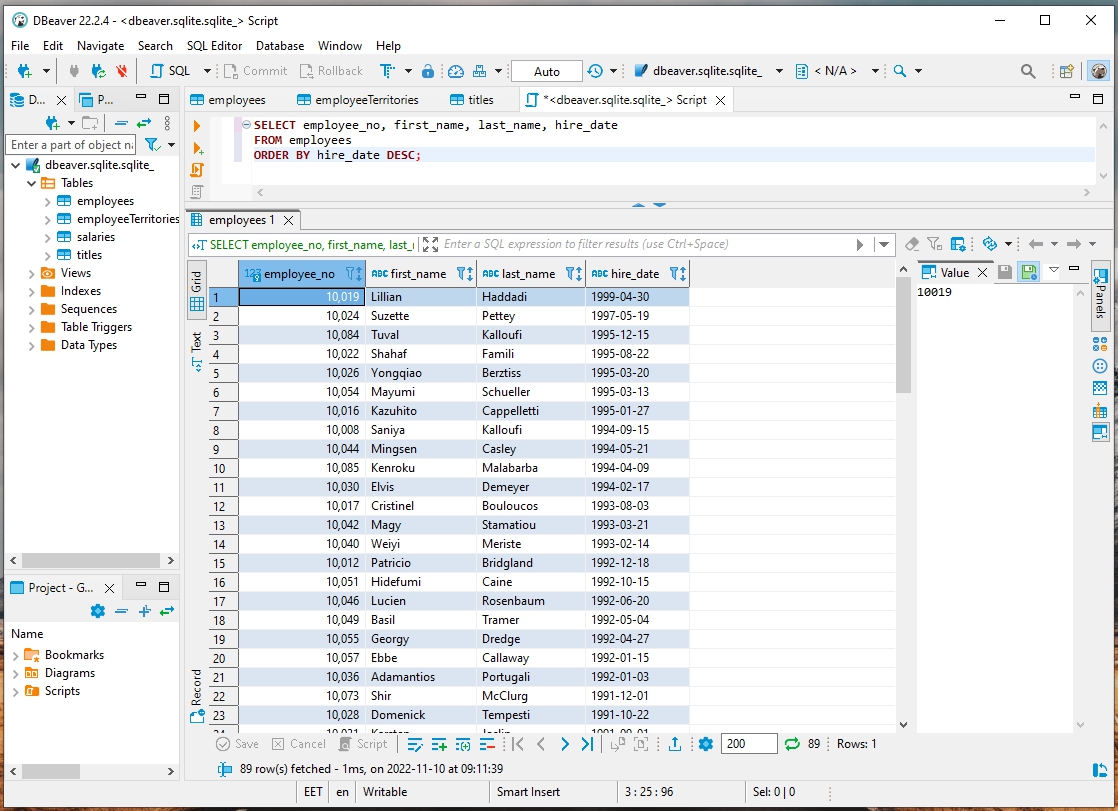 DBeaver 22.2.4 - <dbeaver.sqlite.sqlite_> Script
File Edit Navigate Search SQL Editor Database Window Help
SQL Commit Rollback Auto dbeaver.sqlite.sqlite_ < N/A >
D... P... employees employeeTerritories titles *<dbeaver.sqlite.sqlite_> Script
Enter a part of object n
dbeaver.sqlite.sqlite_
Tables
employees
employeeTerritories
salaries
titles
Views
Indexes
Sequences
Table Triggers
Data Types
SELECT employee_no, first_name, last_name, hire_date
FROM employees
ORDER BY hire_date DESC;
employees 1
SELECT employee_no, first_name, last_ Enter a SQL expression to filter results (use Ctrl+Space)
Grid
Text
Record
123 employee_no ABC first_name ABC last_name ABC hire_date
1 10,019 Lillian Haddadi 1999-04-30
2 10,024 Suzette Pettey 1997-05-19
3 10,084 Tuval Kalloufi 1995-12-15
4 10,022 Shahaf Famili 1995-08-22
5 10,026 Yongqiao Berztiss 1995-03-20
6 10,054 Mayumi Schueller 1995-03-13
7 10,016 Kazuhito Cappelletti 1995-01-27
8 10,008 Saniya Kalloufi 1994-09-15
9 10,044 Mingsen Casley 1994-05-21
10 10,085 Kenroku Malabarba 1994-04-09
11 10,030 Elvis Demeyer 1994-02-17
12 10,017 Cristinel Bouloucos 1993-08-03
13 10,042 Magy Stamatiou 1993-03-21
14 10,040 Weiyi Meriste 1993-02-14
15 10,012 Patricio Bridgland 1992-12-18
16 10,051 Hidefumi Caine 1992-10-15
17 10,046 Lucien Rosenbaum 1992-06-20
18 10,049 Basil Tramer 1992-05-04
19 10,055 Georgy Dredge 1992-04-27
20 10,057 Ebbe Callaway 1992-01-15
21 10,036 Adamantios Portugali 1992-01-03
22 10,073 Shir McClurg 1991-12-01
23 10,028 Domenick Tempesti 1991-10-22
Value
10019
Panels
Project - G...
Name
Bookmarks
Diagrams
Scripts
Save Cancel Script 200 89 Rows: 1
89 row(s) fetched - 1ms, on 2022-11-10 at 09:11:39
EET en Writable Smart Insert 3 : 25 : 96 Sel: 0 | 0